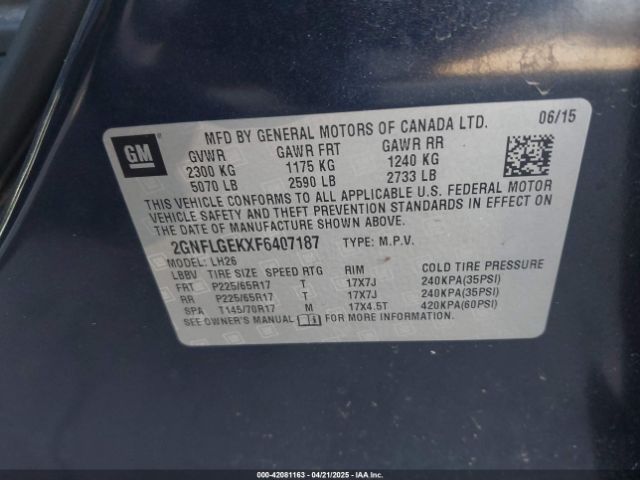 GM
MFD BY GENERAL MOTORS OF CANADA LTD. 06/15
GVWR GAWR FRT GAWR RR
2300 KG 1175 KG 1240 KG
5070 LB 2590 LB 2733 LB
THIS VEHICLE CONFORMS TO ALL APPLICABLE U.S. FEDERAL MOTOR
VEHICLE SAFETY AND THEFT PREVENTION STANDARDS IN EFFECT ON
THE DATE OF MANUFACTURE SHOWN ABOVE.
2GNFLGEKXF6407187 TYPE: M.P.V.
MODEL: LH26
LBBV TIRE SIZE SPEED RTG RIM COLD TIRE PRESSURE
FRT P225/65R17 T 17X7J 240KPA(35PSI)
RR P225/65R17 T 17X7J 240KPA(35PSI)
SPA T145/70R17 M 17X4.5T 420KPA(60PSI)
SEE OWNER'S MANUAL FOR MORE INFORMATION
000-42081163 - 04/21/2025 - IAAI.COM - COPART.COM